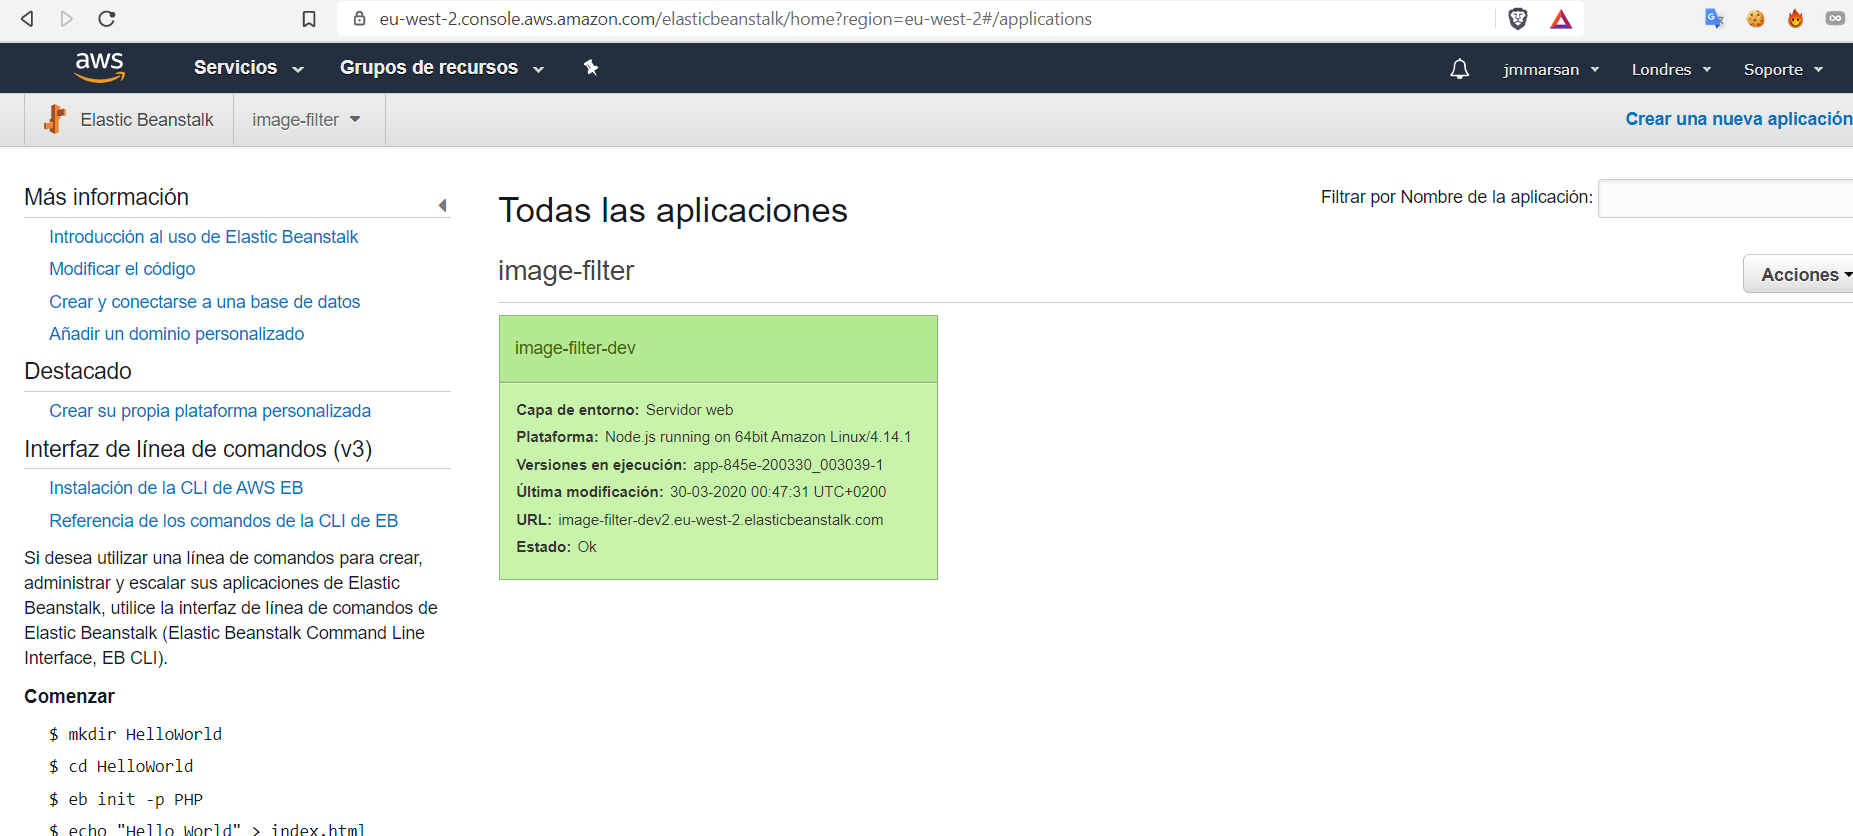 eu-west-2.console.aws.amazon.com/elasticbeanstalk/home?region=eu-west-2#/applications
aws
Servicios
Grupos de recursos
jmmarsan
Londres
Soporte
Elastic Beanstalk
image-filter
Crear una nueva aplicación
Más información
Introducción al uso de Elastic Beanstalk
Modificar el código
Crear y conectarse a una base de datos
Añadir un dominio personalizado
Destacado
Crear su propia plataforma personalizada
Interfaz de línea de comandos (v3)
Instalación de la CLI de AWS EB
Referencia de los comandos de la CLI de EB
Si desea utilizar una línea de comandos para crear,
administrar y escalar sus aplicaciones de Elastic
Beanstalk, utilice la interfaz de línea de comandos de
Elastic Beanstalk (Elastic Beanstalk Command Line
Interface, EB CLI).
Comenzar
$ mkdir HelloWorld
$ cd HelloWorld
$ eb init -p PHP
$ echo "Hello World" > index.html
Todas las aplicaciones
Filtrar por Nombre de la aplicación:
image-filter
Acciones
image-filter-dev
Capa de entorno: Servidor web
Plataforma: Node.js running on 64bit Amazon Linux/4.14.1
Versiones en ejecución: app-845e-200330_003039-1
Última modificación: 30-03-2020 00:47:31 UTC+0200
URL: image-filter-dev2.eu-west-2.elasticbeanstalk.com
Estado: Ok